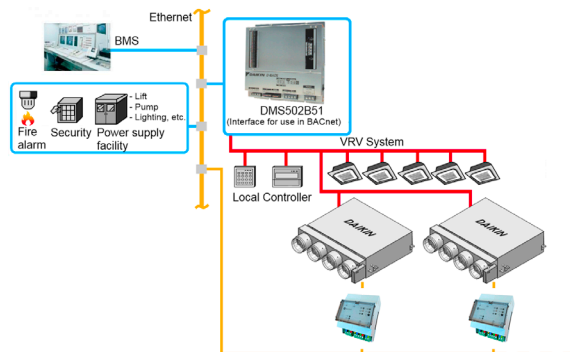 Ethernet
BMS
DAIKIN
DMS502B51
(Interface for use in BACnet)
- Lift
- Pump
- Lighting, etc.
Fire
alarm
Security
Power supply
facility
VRV System
Local Controller
DAIKIN
DAIKIN